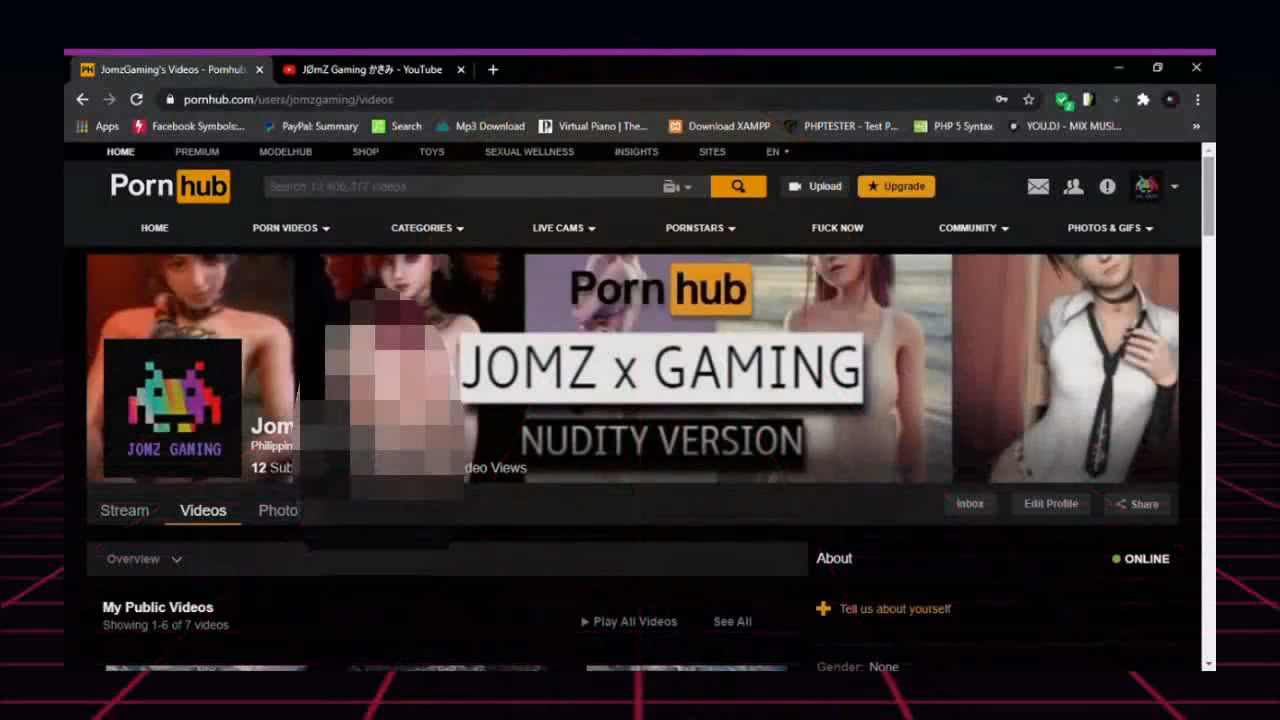 JomzGaming's Videos - Pornhub
JØmZ Gaming かさみ - YouTube
pornhub.com/users/jomzgaming/videos
Apps Facebook Symbols:... PayPal: Summary Search Mp3 Download Virtual Piano | The... Download XAMPP PHPTESTER - Test P... PHP 5 Syntax YOU.DJ - MIX MUSI... »
HOME PREMIUM MODELHUB SHOP TOYS SEXUAL WELLNESS INSIGHTS SITES EN
Porn hub
Upload Upgrade
HOME PORN VIDEOS CATEGORIES LIVE CAMS PORNSTARS FUCK NOW COMMUNITY PHOTOS & GIFS
Porn hub
JOMZ x GAMING
NUDITY VERSION
JOMZ GAMING
Jom
Philippin
12 Sub
deo Views
Stream Videos Photo
Inbox Edit Profile Share
Overview
About ONLINE
My Public Videos
Showing 1-6 of 7 videos
Play All Videos See All
Tell us about yourself
Gender: None